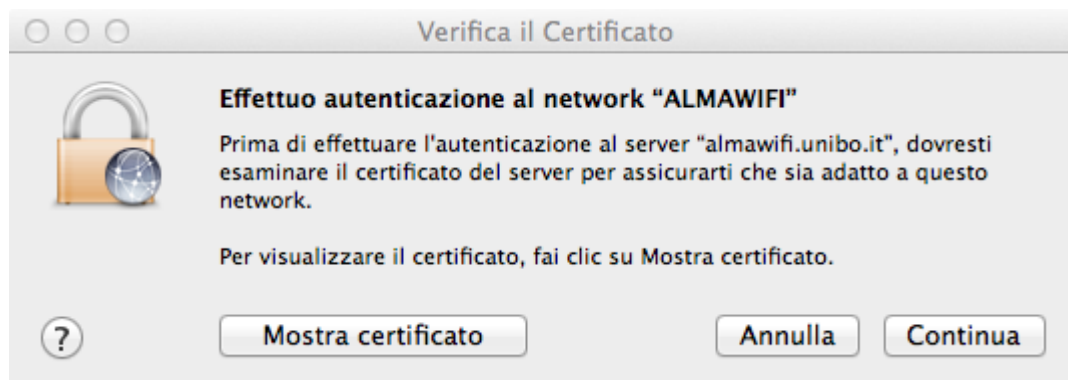 Verifica il Certificato
Effettuo autenticazione al network “ALMAWIFI”
Prima di effettuare l'autenticazione al server “almawifi.unibo.it”, dovresti
esaminare il certificato del server per assicurarti che sia adatto a questo
network.
Per visualizzare il certificato, fai clic su Mostra certificato.
?
Mostra certificato
Annulla
Continua